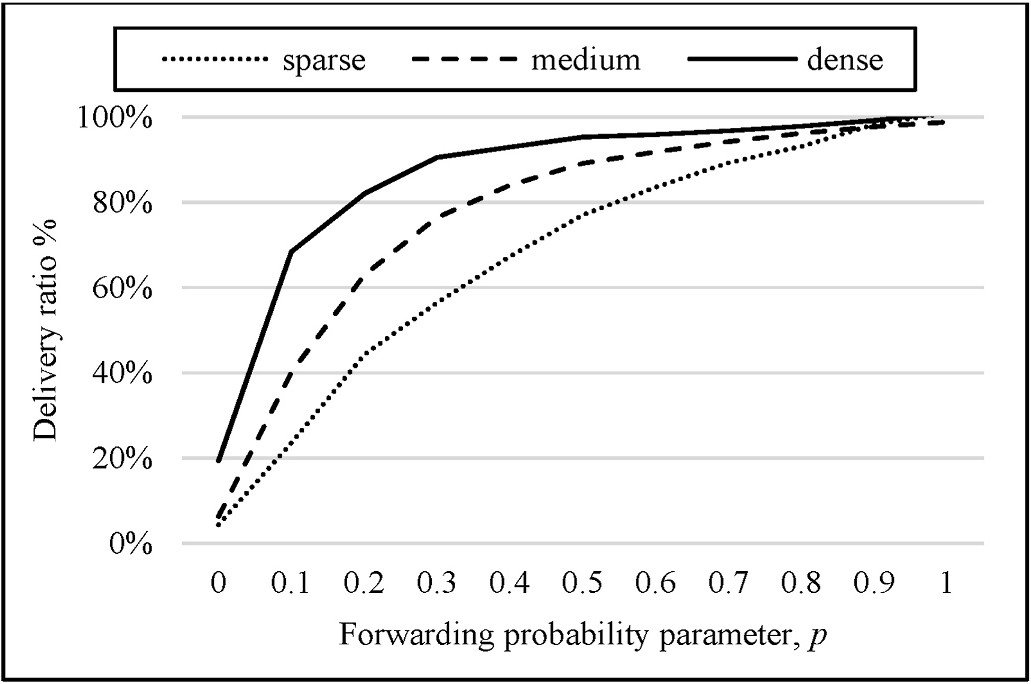 sparse medium dense
100%
80%
60%
40%
20%
0%
Delivery ratio %
0 0.1 0.2 0.3 0.4 0.5 0.6 0.7 0.8 0.9 1
Forwarding probability parameter, p